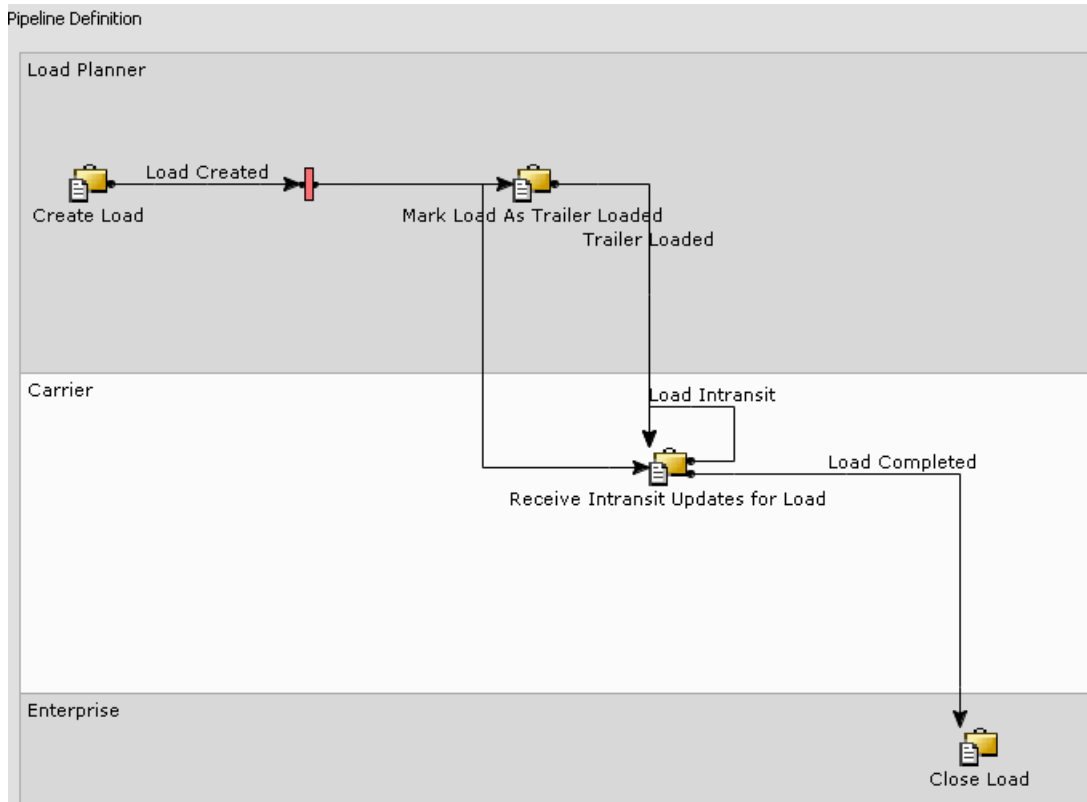 Pipeline Definition
Load Planner
Load Created
Create Load
Mark Load As Trailer Loaded
Trailer Loaded
Carrier
Load Intransit
Load Completed
Receive Intransit Updates for Load
Enterprise
Close Load